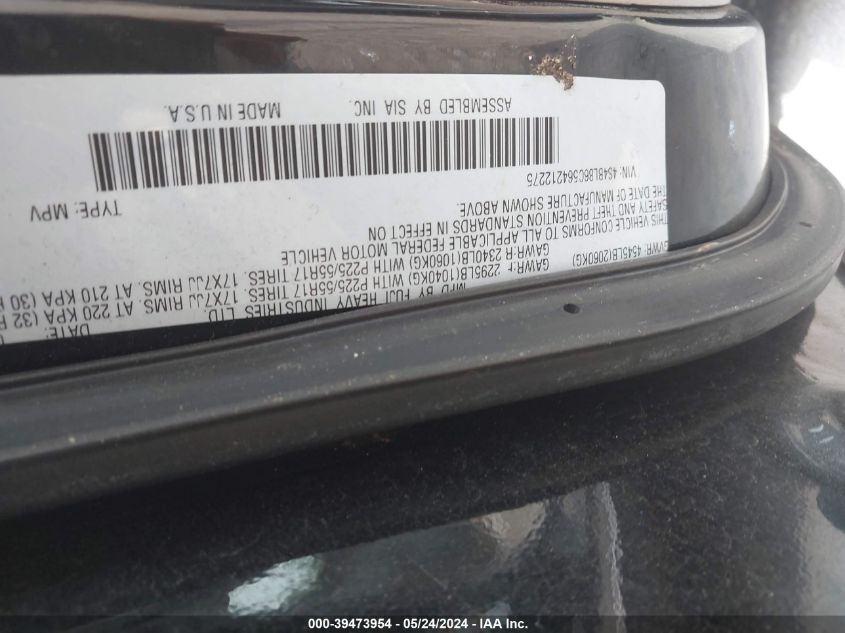 MFD BY FUJI HEAVY INDUSTRIES LTD. DATE:
GVWR: 4545LB(2060KG)
GAWR F: 2295LB(1040KG) WITH P225/55R17 TIRES. 17X7JJ RIMS. AT 220 KPA (32
GAWR R: 2340LB(1060KG) WITH P225/55R17 TIRES. 17X7JJ RIMS. AT 210 KPA (30
THIS VEHICLE CONFORMS TO ALL APPLICABLE FEDERAL MOTOR VEHICLE
SAFETY AND THEFT PREVENTION STANDARDS IN EFFECT ON
THE DATE OF MANUFACTURE SHOWN ABOVE.
VIN: 4S4BL86C564212275 TYPE: MPV
ASSEMBLED BY SIA INC. MADE IN U.S.A.
000-39473954 / 05/24/2024 - IAA Inc.